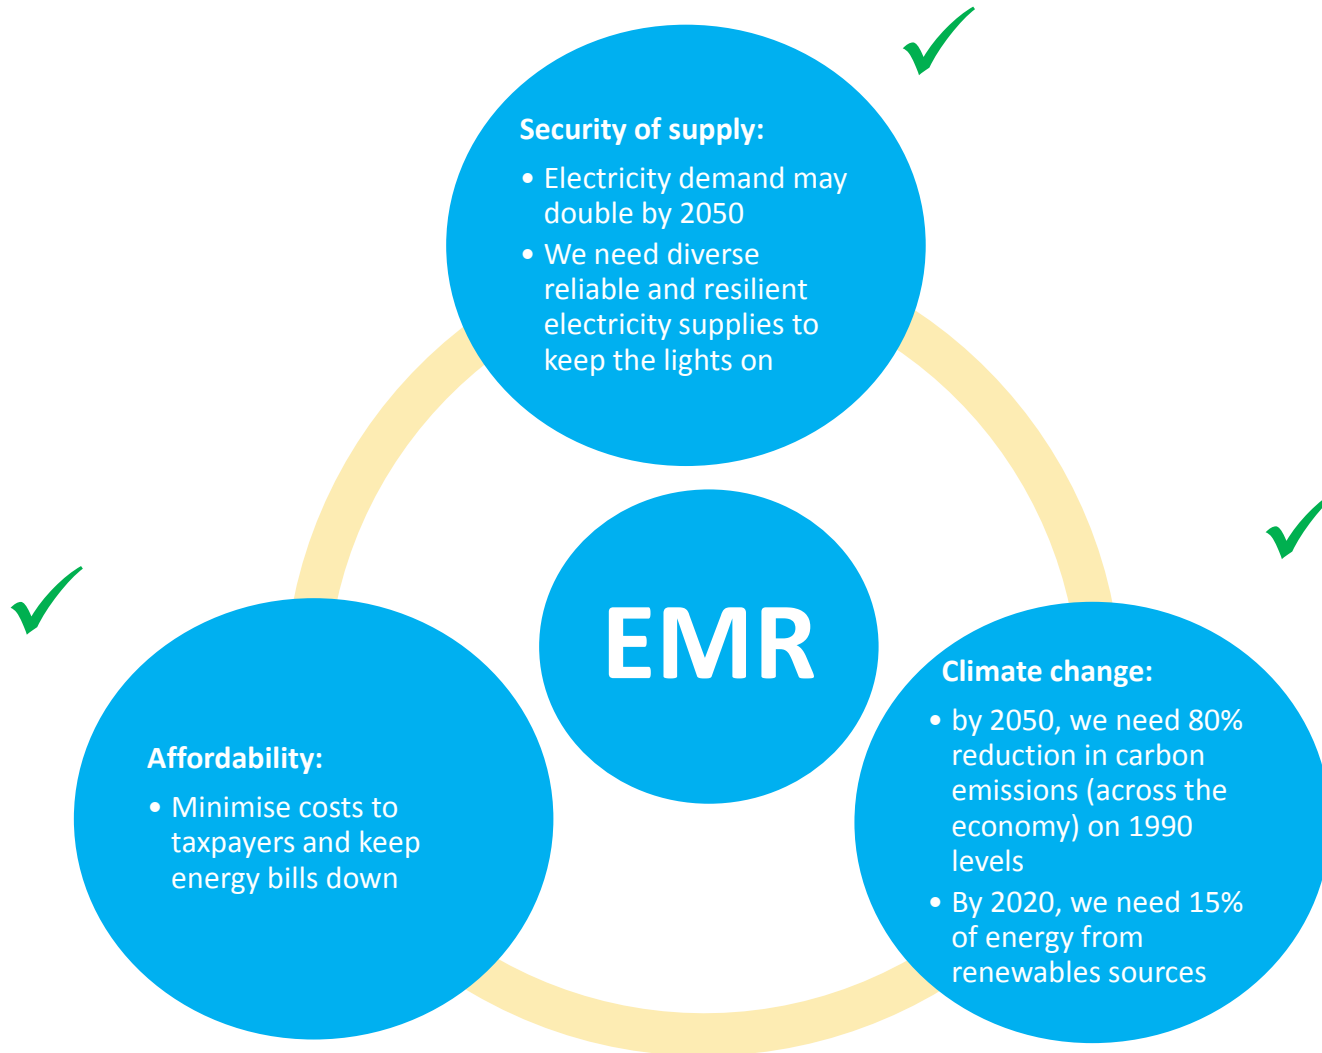 Security of supply:
• Electricity demand may
double by 2050
• We need diverse
reliable and resilient
electricity supplies to
keep the lights on
EMR
Affordability:
• Minimise costs to
taxpayers and keep
energy bills down
Climate change:
• by 2050, we need 80%
reduction in carbon
emissions (across the
economy) on 1990
levels
• By 2020, we need 15%
of energy from
renewables sources